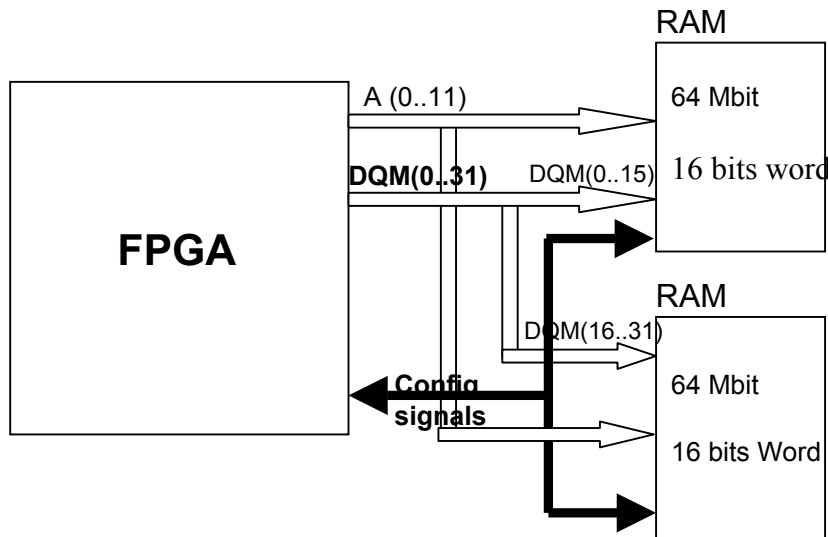 RAM
A (0..11)
64 Mbit
DQM(0..31)
DQM(0..15)
16 bits word
FPGA
RAM
DQM(16..31)
Config
signals
64 Mbit
16 bits Word